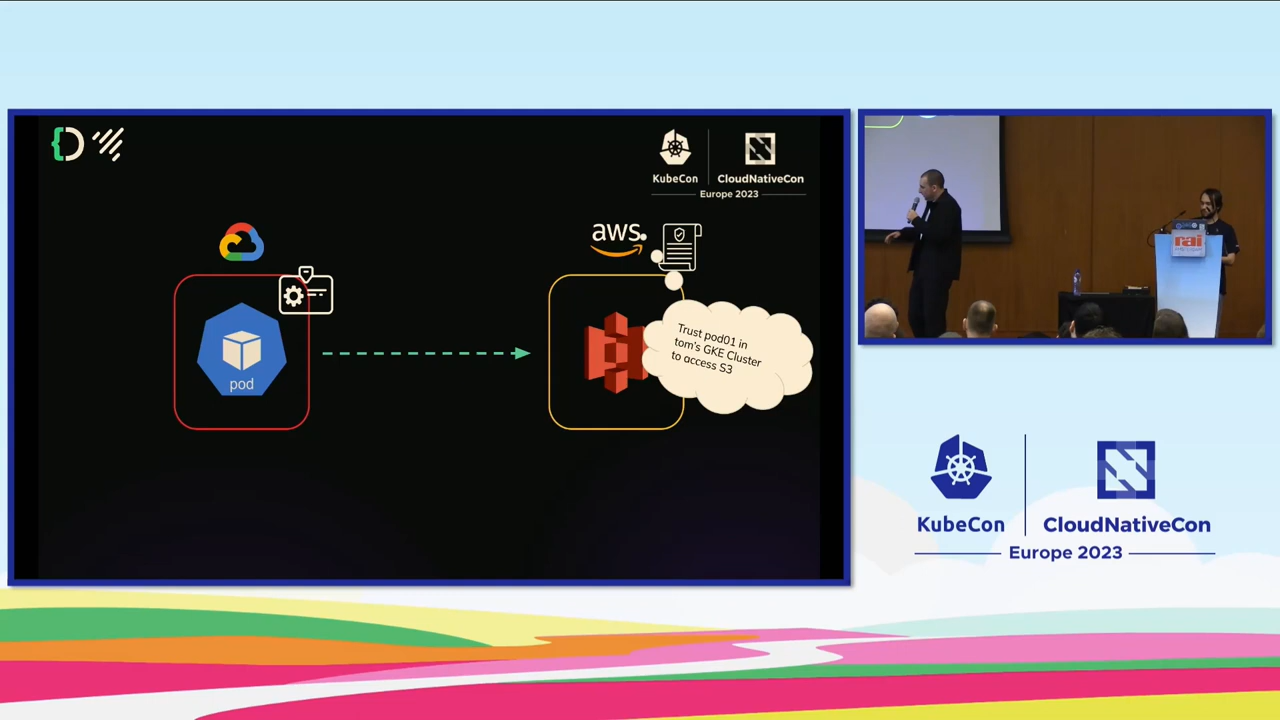 KubeCon
CloudNativeCon
Europe 2023
aws
pod
Trust pod01 in
tom's GKE Cluster
to access S3
rai
KubeCon
CloudNativeCon
Europe 2023